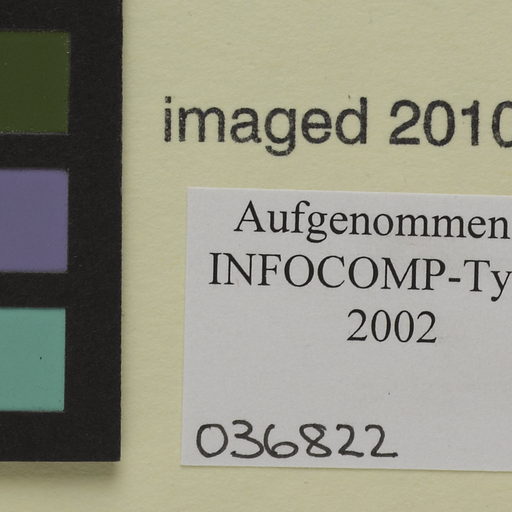 imaged 2010
Aufgenommen
INFOCOMP-Ty
2002
036822